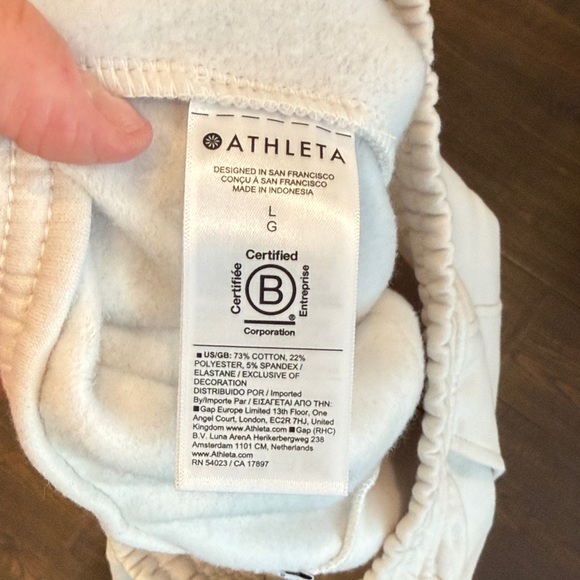 ATHLETA
DESIGNED IN SAN FRANCISCO
CONÇU À SAN FRANCISCO
MADE IN INDONESIA
L
G
Certified
Certifiée
B
Entreprise
®
Corporation
■ US/GB: 73% COTTON, 22%
POLYESTER, 5% SPANDEX /
ELASTANE / EXCLUSIVE OF
DECORATION
DISTRIBUIDO POR / Imported
By/Importe Par / ΕΙΣΑΓΕΤΑΙ ΑΠΟ ΤΗΝ:
■ Gap Europe Limited 13th Floor, One
Angel Court, London, EC2R 7HJ, United
Kingdom www.Athleta.com ■ Gap (RHC)
B.V. Luna ArenA Herikerbergweg 238
Amsterdam 1101 CM, Netherlands
www.Athleta.com
RN 54023 / CA 17897